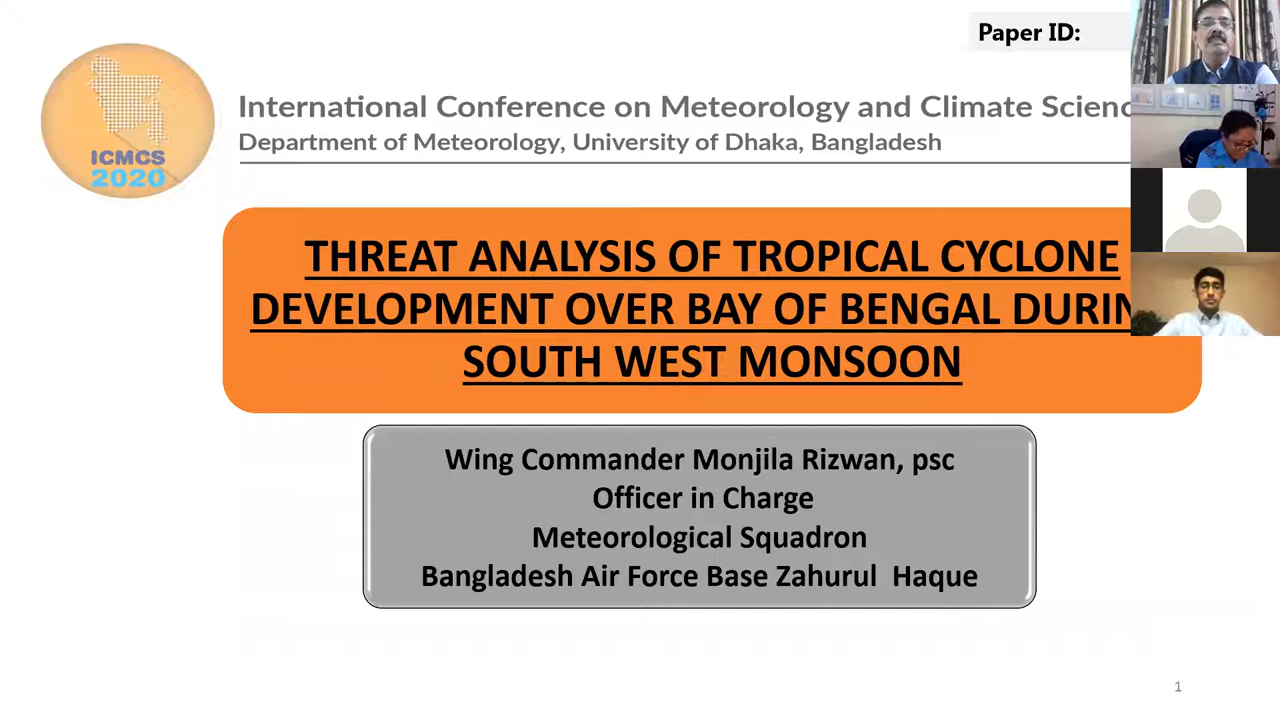 Paper ID:
International Conference on Meteorology and Climate Scienc
Department of Meteorology, University of Dhaka, Bangladesh
ICMCS
2020
THREAT ANALYSIS OF TROPICAL CYCLONE
DEVELOPMENT OVER BAY OF BENGAL DURIN
SOUTH WEST MONSOON
Wing Commander Monjila Rizwan, psc
Officer in Charge
Meteorological Squadron
Bangladesh Air Force Base Zahurul Haque
1